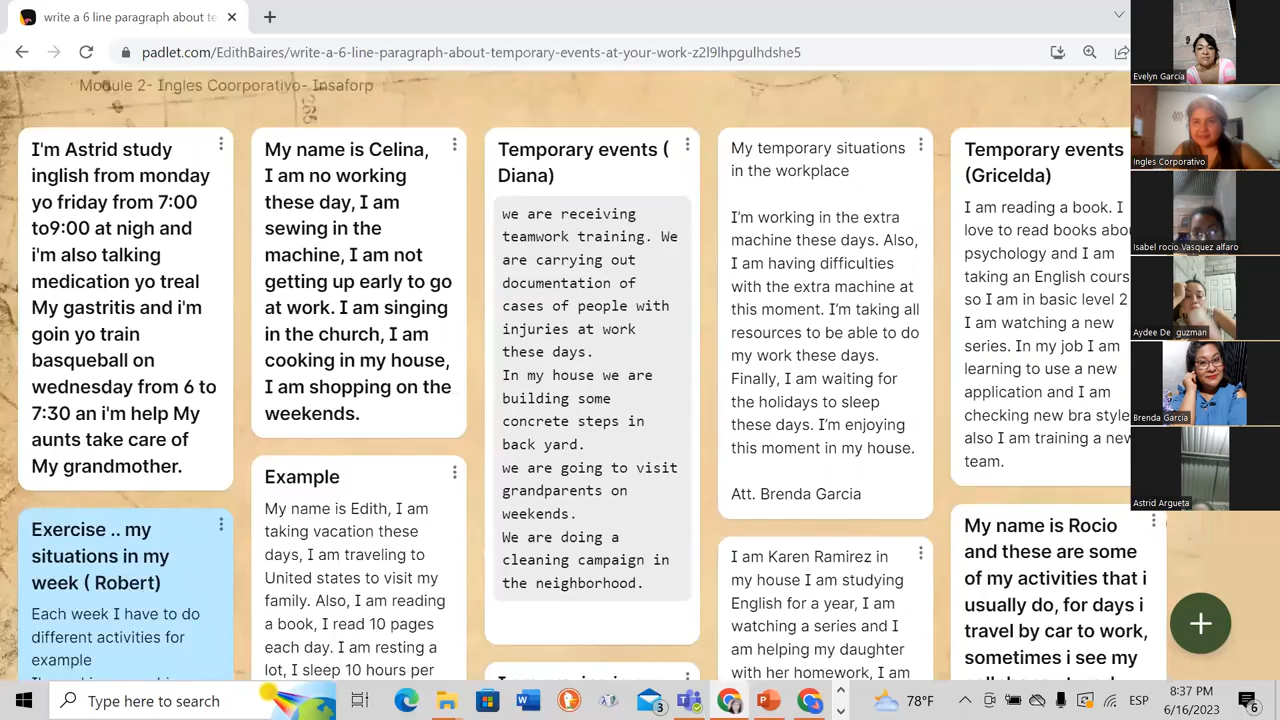 write a 6 line paragraph about te
padlet.com/EdithBaires/write-a-6-line-paragraph-about-temporary-events-at-your-work-z2l9lhpgulhdshe5
Module 2- Ingles Coorporativo- Insaforp
I'm Astrid study
inglish from monday
yo friday from 7:00
to9:00 at nigh and
i'm also talking
medication yo treal
My gastritis and i'm
goin yo train
basqueball on
wednesday from 6 to
7:30 an i'm help My
aunts take care of
My grandmother.
Exercise .. my
situations in my
week ( Robert)
Each week I have to do
different activities for
example
My name is Celina,
I am no working
these day, I am
sewing in the
machine, I am not
getting up early to go
at work. I am singing
in the church, I am
cooking in my house,
I am shopping on the
weekends.
Example
My name is Edith, I am
taking vacation these
days, I am traveling to
United states to visit my
family. Also, I am reading
a book, I read 10 pages
each day. I am resting a
lot, I sleep 10 hours per
Temporary events (
Diana)
we are receiving
teamwork training. We
are carrying out
documentation of
cases of people with
injuries at work
these days.
In my house we are
building some
concrete steps in
back yard.
we are going to visit
grandparents on
weekends.
We are doing a
cleaning campaign in
the neighborhood.
My temporary situations
in the workplace
I'm working in the extra
machine these days. Also,
I am having difficulties
with the extra machine at
this moment. I'm taking all
resources to be able to do
my work these days.
Finally, I am waiting for
the holidays to sleep
these days. I'm enjoying
this moment in my house.
Att. Brenda Garcia
I am Karen Ramirez in
my house I am studying
English for a year, I am
watching a series and I
am helping my daughter
with her homework, I am
Temporary events
(Gricelda)
I am reading a book. I
love to read books abou
psychology and I am
taking an English cours
so I am in basic level 2
I am watching a new
series. In my job I am
learning to use a new
application and I am
checking new bra style
also I am training a new
team.
My name is Rocio
and these are some
of my activities that i
usually do, for days i
travel by car to work,
sometimes i see my
Evelyn García
Ingles Corporativo
Isabel rocio Vasquez alfaro
Aydee De guzman
Brenda Garcia
Astrid Argueta
Type here to search
3
78°F
ESP
8:37 PM
6/16/2023
6